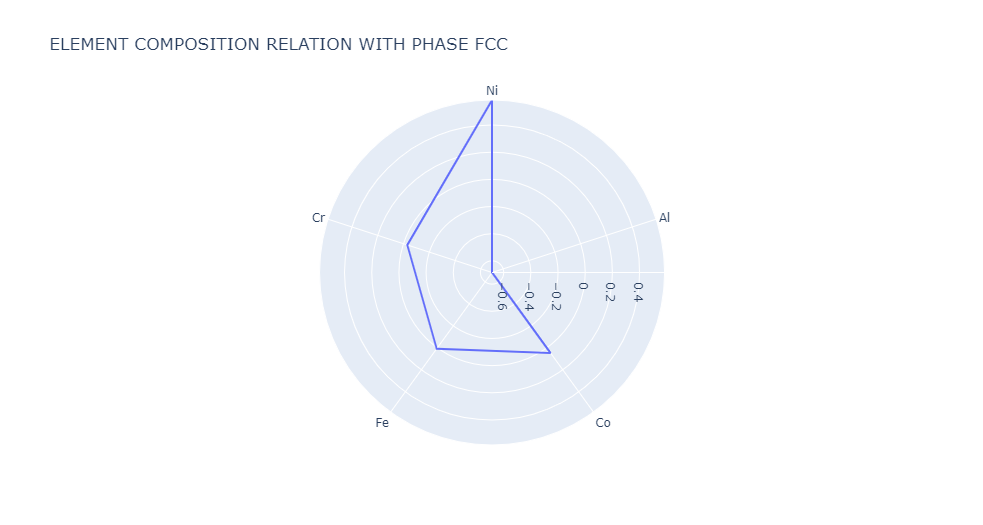 ELEMENT COMPOSITION RELATION WITH PHASE FCC
Ni
Cr
Al
−0.6
−0.4
−0.2
0
0.2
0.4
Fe
Co